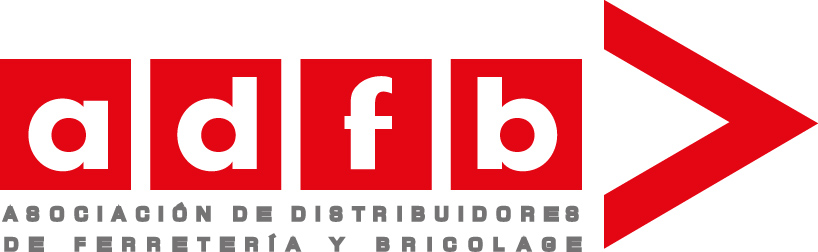 adfb
ASOCIACIÓN DE DISTRIBUIDORES
DE FERRETERÍA Y BRICOLAGE